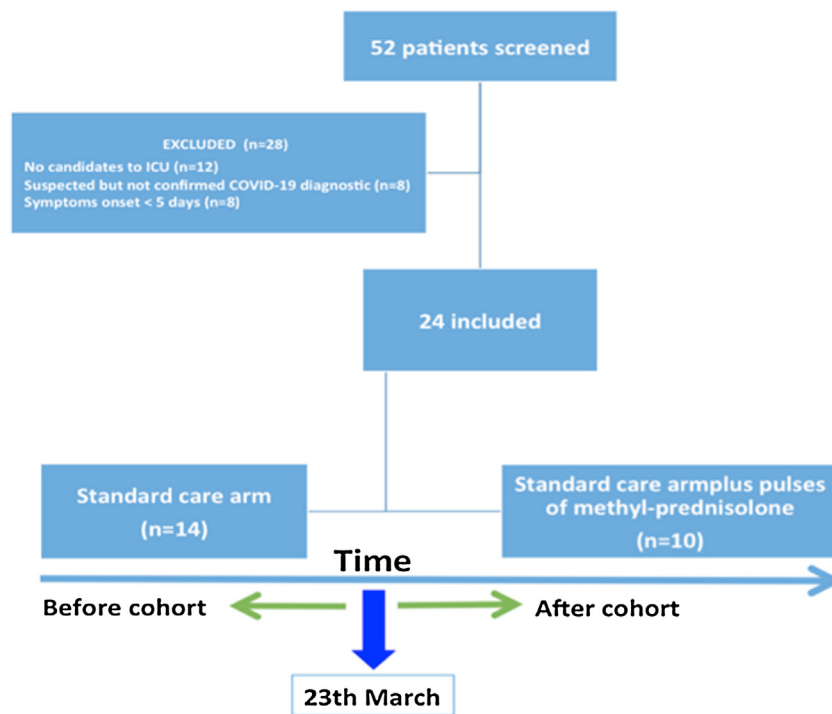 52 patients screened
EXCLUDED (n=28)
No candidates to ICU (n=12)
Suspected but not confirmed COVID-19 diagnostic (n=8)
Symptoms onset < 5 days (n=8)
24 included
Standard care arm
(n=14)
Standard care armplus pulses
of methyl-prednisolone
(n=10)
Time
Before cohort
After cohort
23th March